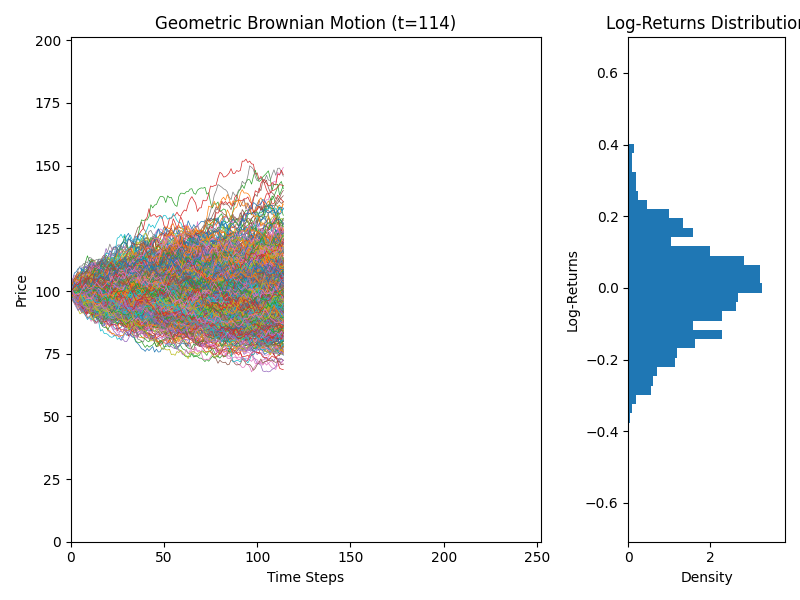 Geometric Brownian Motion (t=114)
Price
200
175
150
125
100
75
50
25
0
0 50 100 150 200 250
Time Steps
Log-Returns Distribution
Log-Returns
0.6
0.4
0.2
0.0
−0.2
−0.4
−0.6
0 2
Density